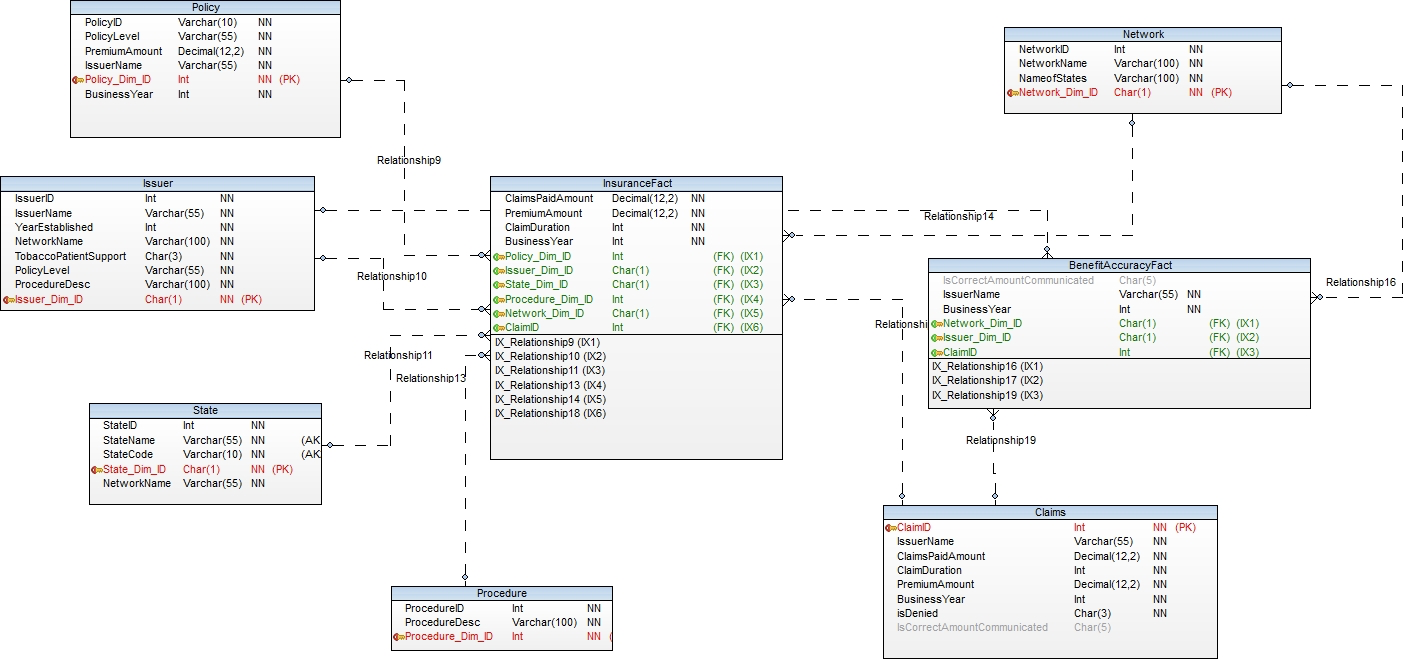 Policy
PolicyID Varchar(10) NN
PolicyLevel Varchar(55) NN
PremiumAmount Decimal(12,2) NN
IssuerName Varchar(55) NN
Policy_Dim_ID Int NN (PK)
BusinessYear Int NN
Network
NetworkID Int NN
NetworkName Varchar(100) NN
NameofStates Varchar(100) NN
Network_Dim_ID Char(1) NN (PK)
Relationship9
Issuer
IssuerID Int NN
IssuerName Varchar(55) NN
YearEstablished Int NN
NetworkName Varchar(100) NN
TobaccoPatientSupport Char(3) NN
PolicyLevel Varchar(55) NN
ProcedureDesc Varchar(100) NN
Issuer_Dim_ID Char(1) NN (PK)
Relationship10
InsuranceFact
ClaimsPaidAmount Decimal(12,2) NN
PremiumAmount Decimal(12,2) NN
ClaimDuration Int NN
BusinessYear Int NN
Policy_Dim_ID Int (FK) (IX1)
Issuer_Dim_ID Char(1) (FK) (IX2)
State_Dim_ID Char(1) (FK) (IX3)
Procedure_Dim_ID Int (FK) (IX4)
Network_Dim_ID Char(1) (FK) (IX5)
ClaimID Int (FK) (IX6)
IX_Relationship9 (IX1)
IX_Relationship10 (IX2)
IX_Relationship11 (IX3)
IX_Relationship13 (IX4)
IX_Relationship14 (IX5)
IX_Relationship18 (IX6)
Relationship14
BenefitAccuracyFact
IsCorrectAmountCommunicated Char(5)
IssuerName Varchar(55) NN
BusinessYear Int NN
Network_Dim_ID Char(1) (FK) (IX1)
Issuer_Dim_ID Char(1) (FK) (IX2)
ClaimID Int (FK) (IX3)
IX_Relationship16 (IX1)
IX_Relationship17 (IX2)
IX_Relationship19 (IX3)
Relationship16
Relationshi
Relationship11
Relationship13
State
StateID Int NN
StateName Varchar(55) NN (AK
StateCode Varchar(10) NN (AK
State_Dim_ID Char(1) NN (PK)
NetworkName Varchar(55) NN
Relationship19
Claims
ClaimID Int NN (PK)
IssuerName Varchar(55) NN
ClaimsPaidAmount Decimal(12,2) NN
ClaimDuration Int NN
PremiumAmount Decimal(12,2) NN
BusinessYear Int NN
isDenied Char(3) NN
IsCorrectAmountCommunicated Char(5)
Procedure
ProcedureID Int NN
ProcedureDesc Varchar(100) NN
Procedure_Dim_ID Int NN (